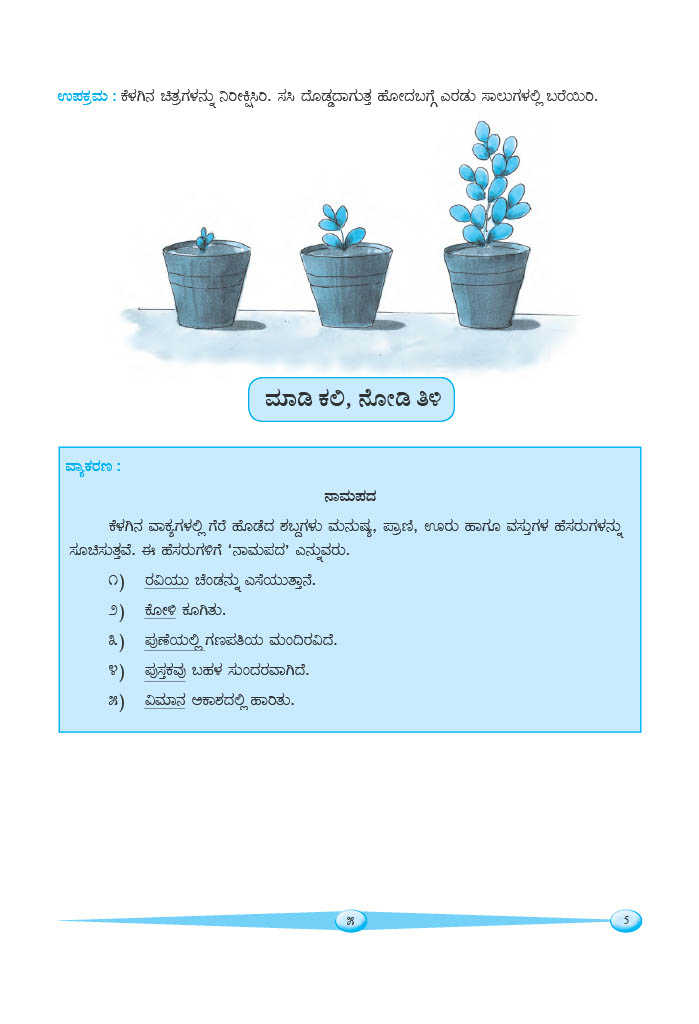 ಉಪಕ್ರಮ : ಕೆಳಗಿನ ಚಿತ್ರಗಳನ್ನು ನಿರೀಕ್ಷಿಸಿರಿ. ಸಸಿ ದೊಡ್ಡದಾಗುತ್ತ ಹೋದಬಗ್ಗೆ ಎರಡು ಸಾಲುಗಳಲ್ಲಿ ಬರೆಯಿರಿ.
ಮಾಡಿ ಕಲಿ, ನೋಡಿ ತಿಳಿ
ವ್ಯಾಕರಣ :
ನಾಮಪದ
ಕೆಳಗಿನ ವಾಕ್ಯಗಳಲ್ಲಿ ಗೆರೆ ಹೊಡೆದ ಶಬ್ದಗಳು ಮನುಷ್ಯ, ಪ್ರಾಣಿ, ಊರು ಹಾಗೂ ವಸ್ತುಗಳ ಹೆಸರುಗಳನ್ನು
ಸೂಚಿಸುತ್ತವೆ. ಈ ಹೆಸರುಗಳಿಗೆ ‘ನಾಮಪದ’ ಎನ್ನುವರು.
೧) ರವಿಯು ಚೆಂಡನ್ನು ಎಸೆಯುತ್ತಾನೆ.
೨) ಕೋಳಿ ಕೂಗಿತು.
೩) ಪುಣೆಯಲ್ಲಿ ಗಣಪತಿಯ ಮಂದಿರವಿದೆ.
೪) ಪುಸ್ತಕವು ಬಹಳ ಸುಂದರವಾಗಿದೆ.
೫) ವಿಮಾನ ಆಕಾಶದಲ್ಲಿ ಹಾರಿತು.
೫ 5